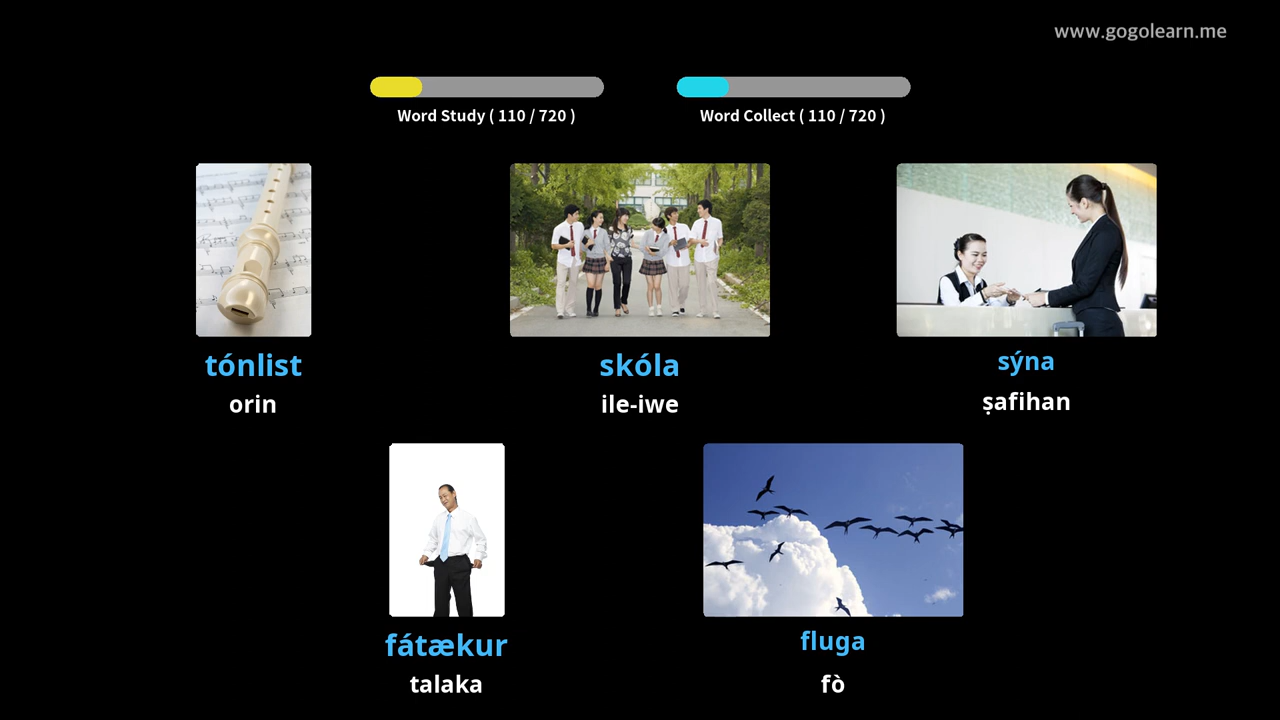 www.gogolearn.me
Word Study ( 110 / 720 )
Word Collect ( 110 / 720 )
tónlist
orin
skóla
ile-iwe
sýna
ṣafihan
fátækur
talaka
fluga
fò